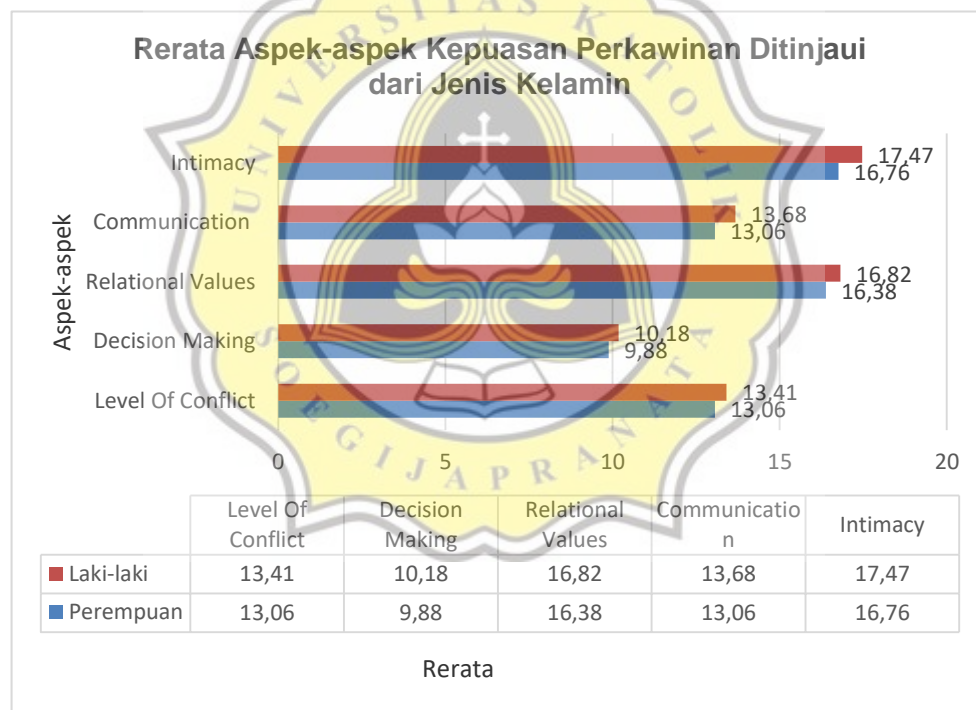 UNIVERSITAS KATOLIK
SOEGIJAPRANATA
Rerata Aspek-aspek Kepuasan Perkawinan Ditinjaui
dari Jenis Kelamin
Aspek-aspek
Intimacy
17,47
16,76
Communication
13,68
13,06
Relational Values
16,82
16,38
Decision Making
10,18
9,88
Level Of Conflict
13,41
13,06
0 5 10 15 20
Level Of Decision Relational Communicatio Intimacy
Conflict Making Values n
Laki-laki 13,41 10,18 16,82 13,68 17,47
Perempuan 13,06 9,88 16,38 13,06 16,76
Rerata